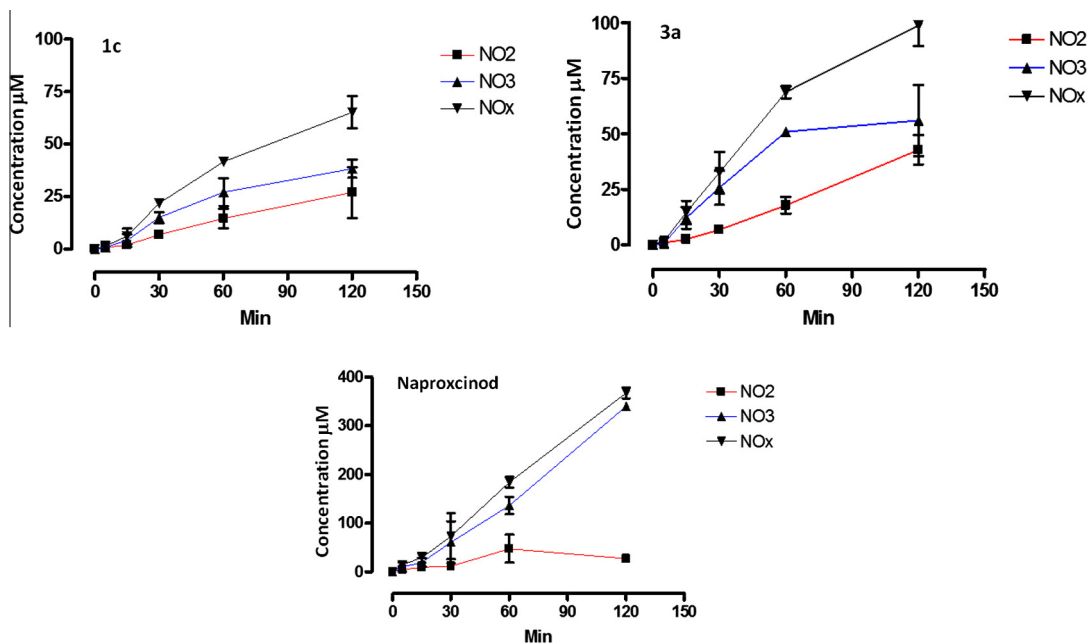 1c
Concentration µM
100
75
50
25
0
0 30 60 90 120 150
Min
NO2
NO3
NOx
3a
Concentration µM
100
75
50
25
0
0 30 60 90 120 150
Min
NO2
NO3
NOx
Naproxcinod
Concentration µM
400
300
200
100
0
0 30 60 90 120 150
Min
NO2
NO3
NOx